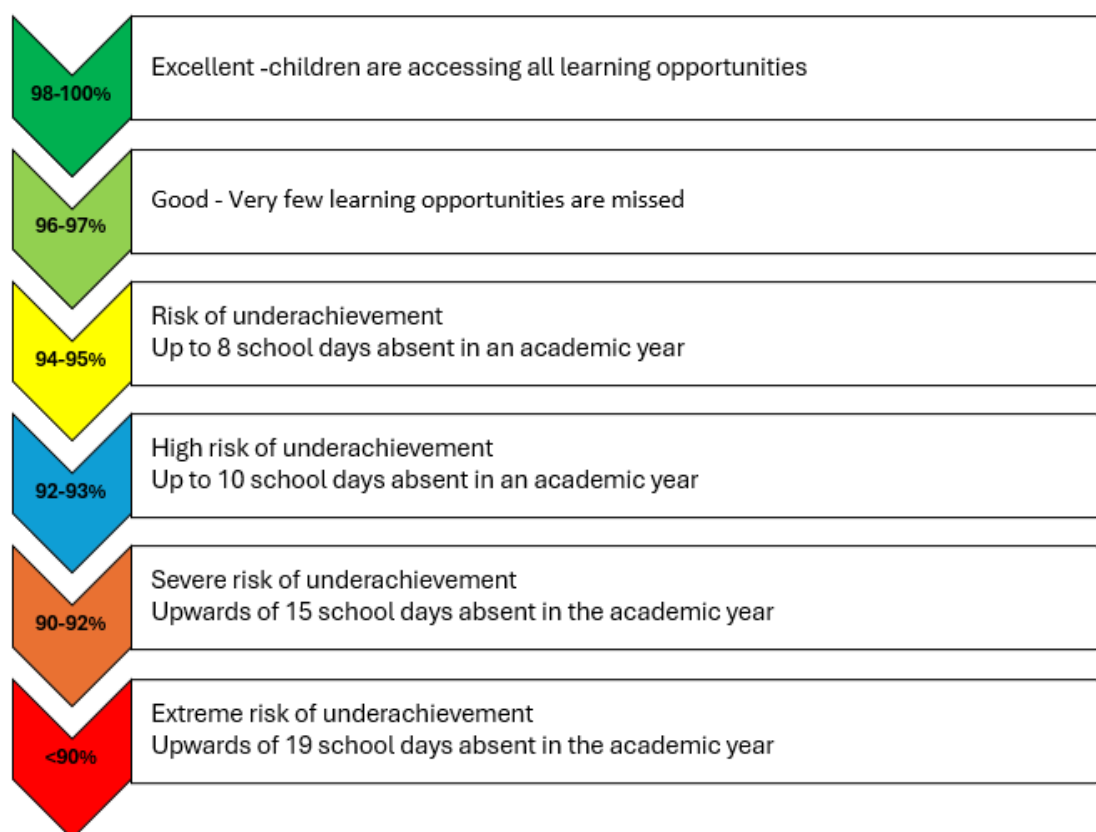 98-100%
Excellent -children are accessing all learning opportunities
96-97%
Good - Very few learning opportunities are missed
94-95%
Risk of underachievement
Up to 8 school days absent in an academic year
92-93%
High risk of underachievement
Up to 10 school days absent in an academic year
90-92%
Severe risk of underachievement
Upwards of 15 school days absent in the academic year
<90%
Extreme risk of underachievement
Upwards of 19 school days absent in the academic year